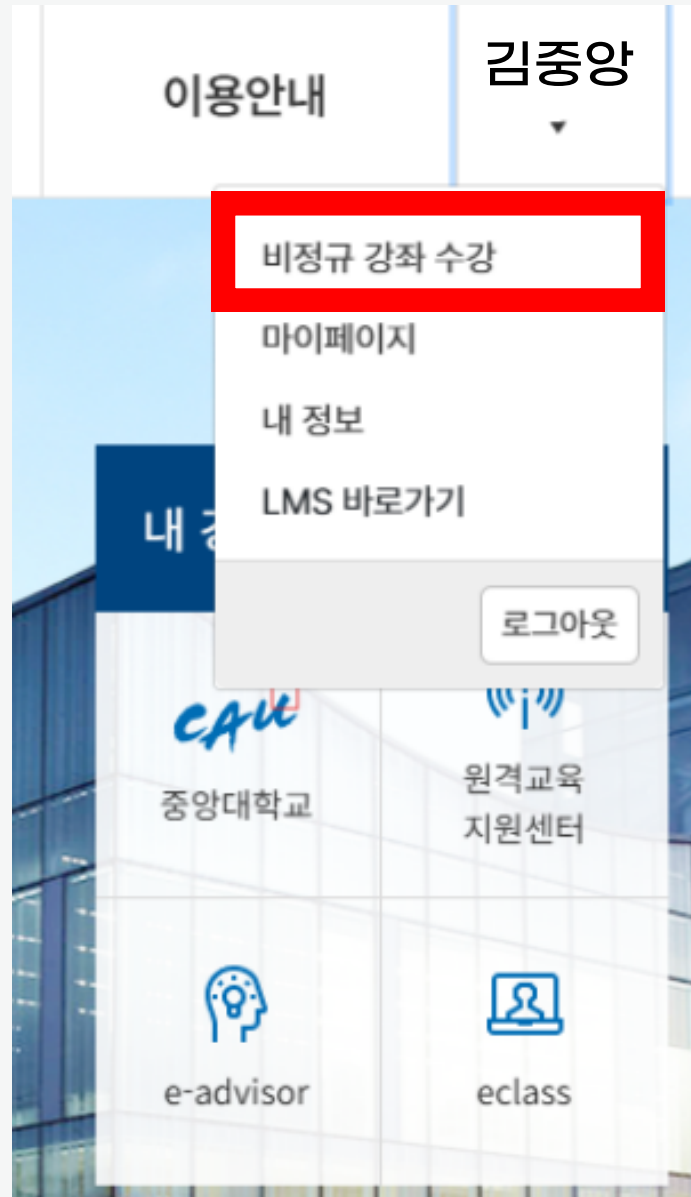 이용안내
김중앙
비정규 강좌 수강
마이페이지
내 정보
LMS 바로가기
내
로그아웃
CAU
중앙대학교
원격교육
지원센터
e-advisor
eclass